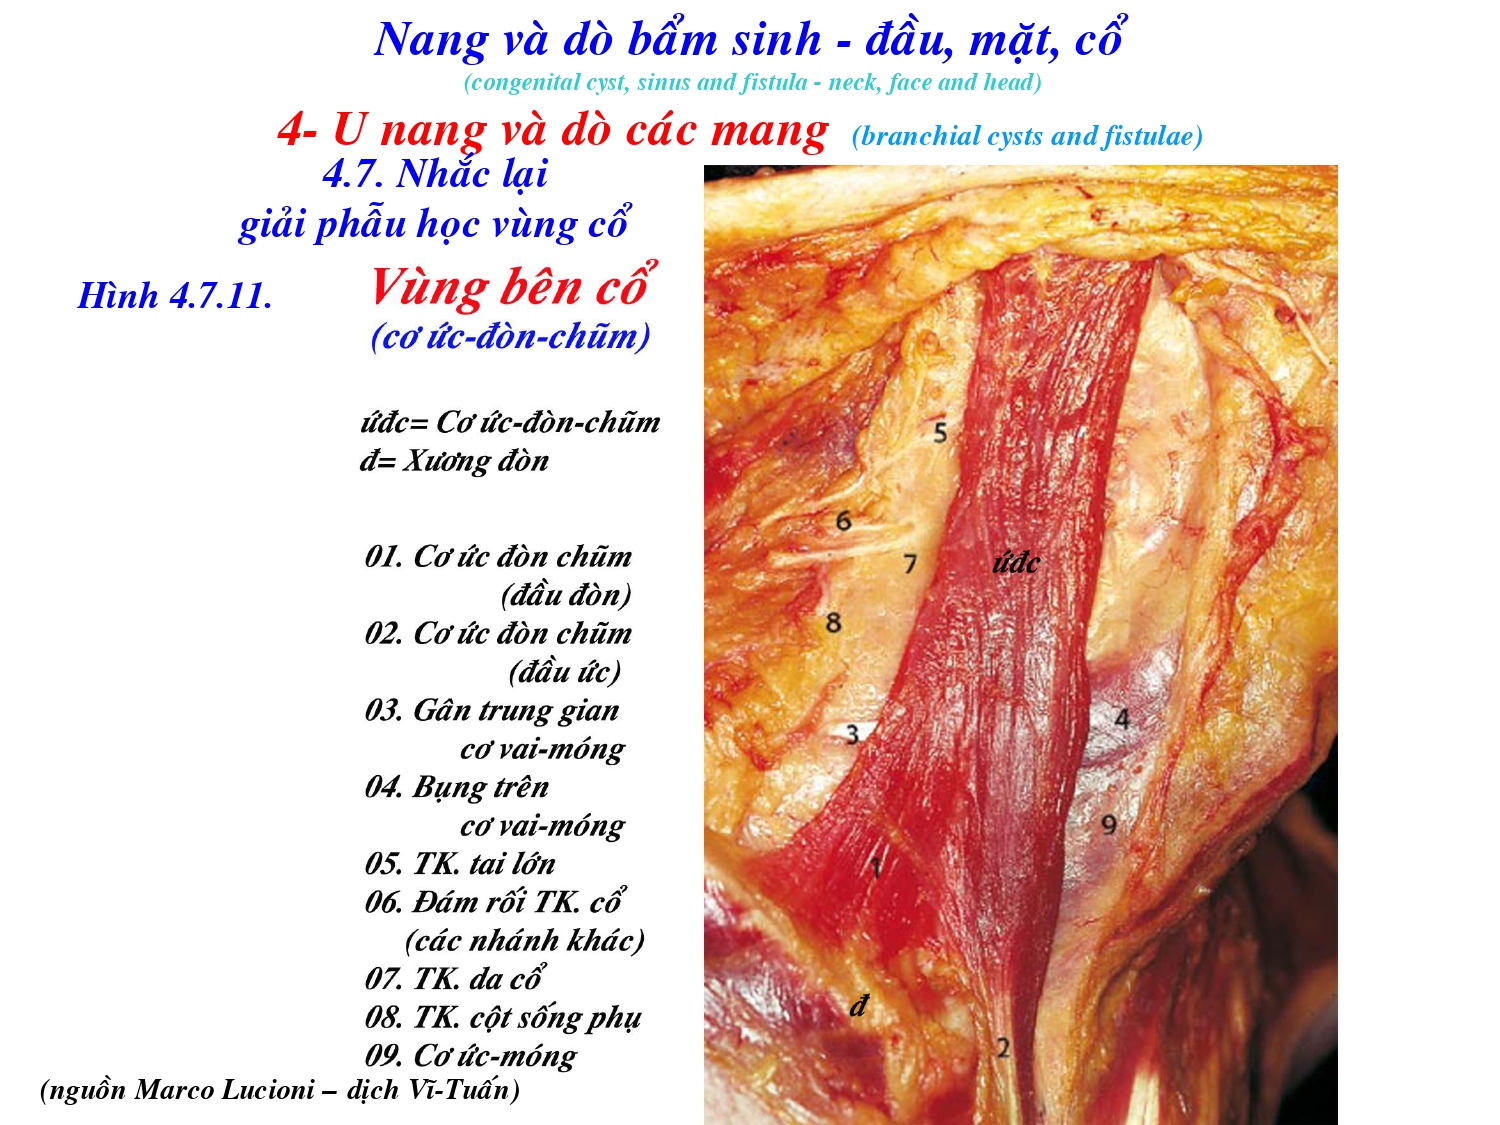 Nang và dò bẩm sinh - đầu, mặt, cổ
(congenital cyst, sinus and fistula - neck, face and head)
4- U nang và dò các mang (branchial cysts and fistulae)
4.7. Nhắc lại
giải phẫu học vùng cổ
Hình 4.7.11.
Vùng bên cổ
(cơ ức-đòn-chũm)
ứđc= Cơ ức-đòn-chũm
đ= Xương đòn
01. Cơ ức đòn chũm
(đầu đòn)
02. Cơ ức đòn chũm
(đầu ức)
03. Gân trung gian
cơ vai-móng
04. Bụng trên
cơ vai-móng
05. TK. tai lớn
06. Đám rối TK. cổ
(các nhánh khác)
07. TK. da cổ
08. TK. cột sống phụ
09. Cơ ức-móng
(nguồn Marco Lucioni – dịch Vĩ-Tuấn)
5
6
7
ứđc
8
3
4
9
1
đ
2